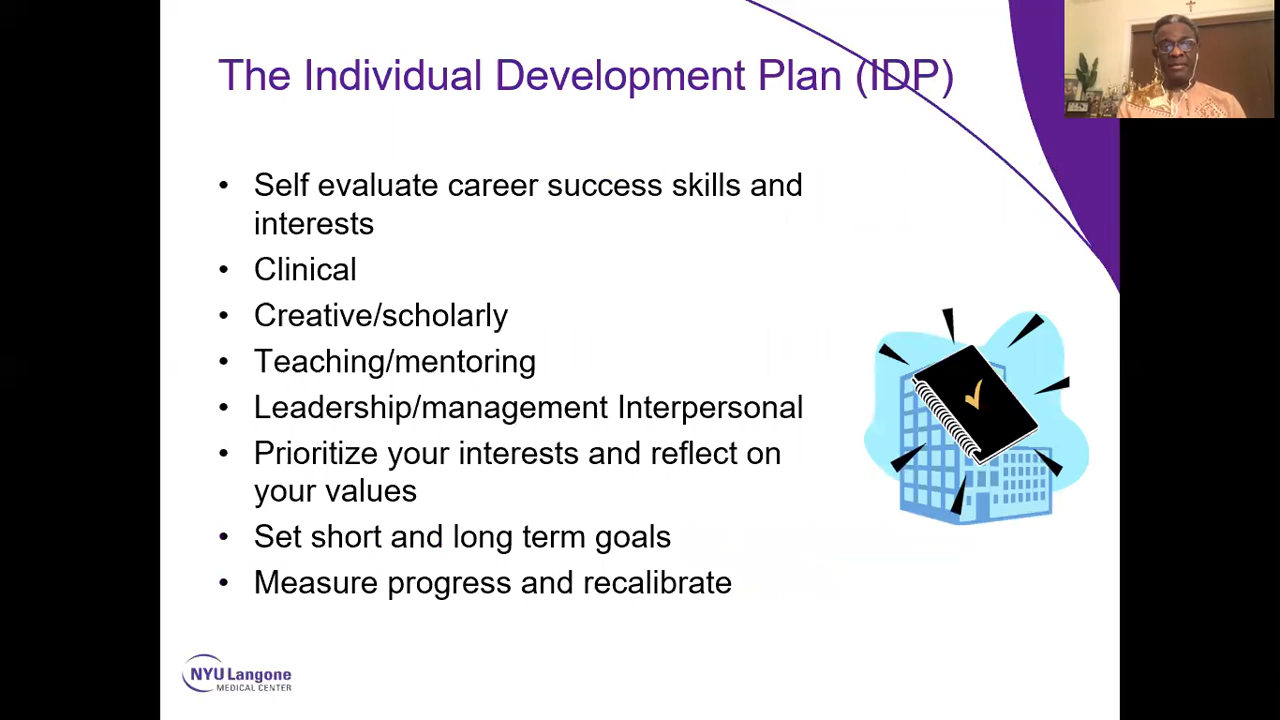 The Individual Development Plan (IDP)
• Self evaluate career success skills and
interests
• Clinical
• Creative/scholarly
• Teaching/mentoring
• Leadership/management Interpersonal
• Prioritize your interests and reflect on
your values
• Set short and long term goals
• Measure progress and recalibrate
NYU Langone
MEDICAL CENTER